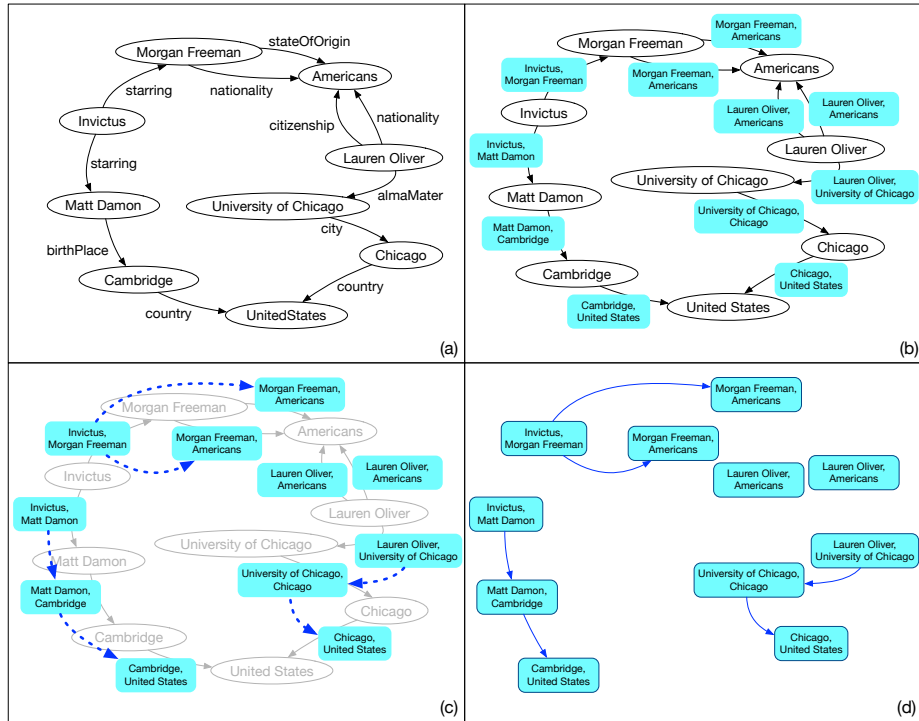 Morgan Freeman
stateOfOrigin
Americans
starring
nationality
Invictus
citizenship
nationality
starring
Lauren Oliver
Matt Damon
University of Chicago
almaMater
city
birthPlace
Chicago
Cambridge
country
country
UnitedStates
(a)
Morgan Freeman,
Americans
Morgan Freeman
Invictus,
Morgan Freeman
Morgan Freeman,
Americans
Americans
Invictus
Lauren Oliver,
Americans
Lauren Oliver,
Americans
Invictus,
Matt Damon
Lauren Oliver
University of Chicago
Lauren Oliver,
University of Chicago
Matt Damon
University of Chicago,
Chicago
Matt Damon,
Cambridge
Chicago
Cambridge
Chicago,
United States
Cambridge,
United States
United States
(b)
Morgan Freeman,
Americans
Morgan Freeman
Invictus,
Morgan Freeman
Morgan Freeman,
Americans
Americans
Invictus
Lauren Oliver,
Americans
Lauren Oliver,
Americans
Invictus,
Matt Damon
Lauren Oliver
University of Chicago
Lauren Oliver,
University of Chicago
Matt Damon
University of Chicago,
Chicago
Matt Damon,
Cambridge
Chicago
Cambridge
Chicago,
United States
Cambridge,
United States
United States
(c)
Morgan Freeman,
Americans
Invictus,
Morgan Freeman
Morgan Freeman,
Americans
Lauren Oliver,
Americans
Lauren Oliver,
Americans
Invictus,
Matt Damon
Lauren Oliver,
University of Chicago
University of Chicago,
Chicago
Matt Damon,
Cambridge
Chicago,
United States
Cambridge,
United States
(d)